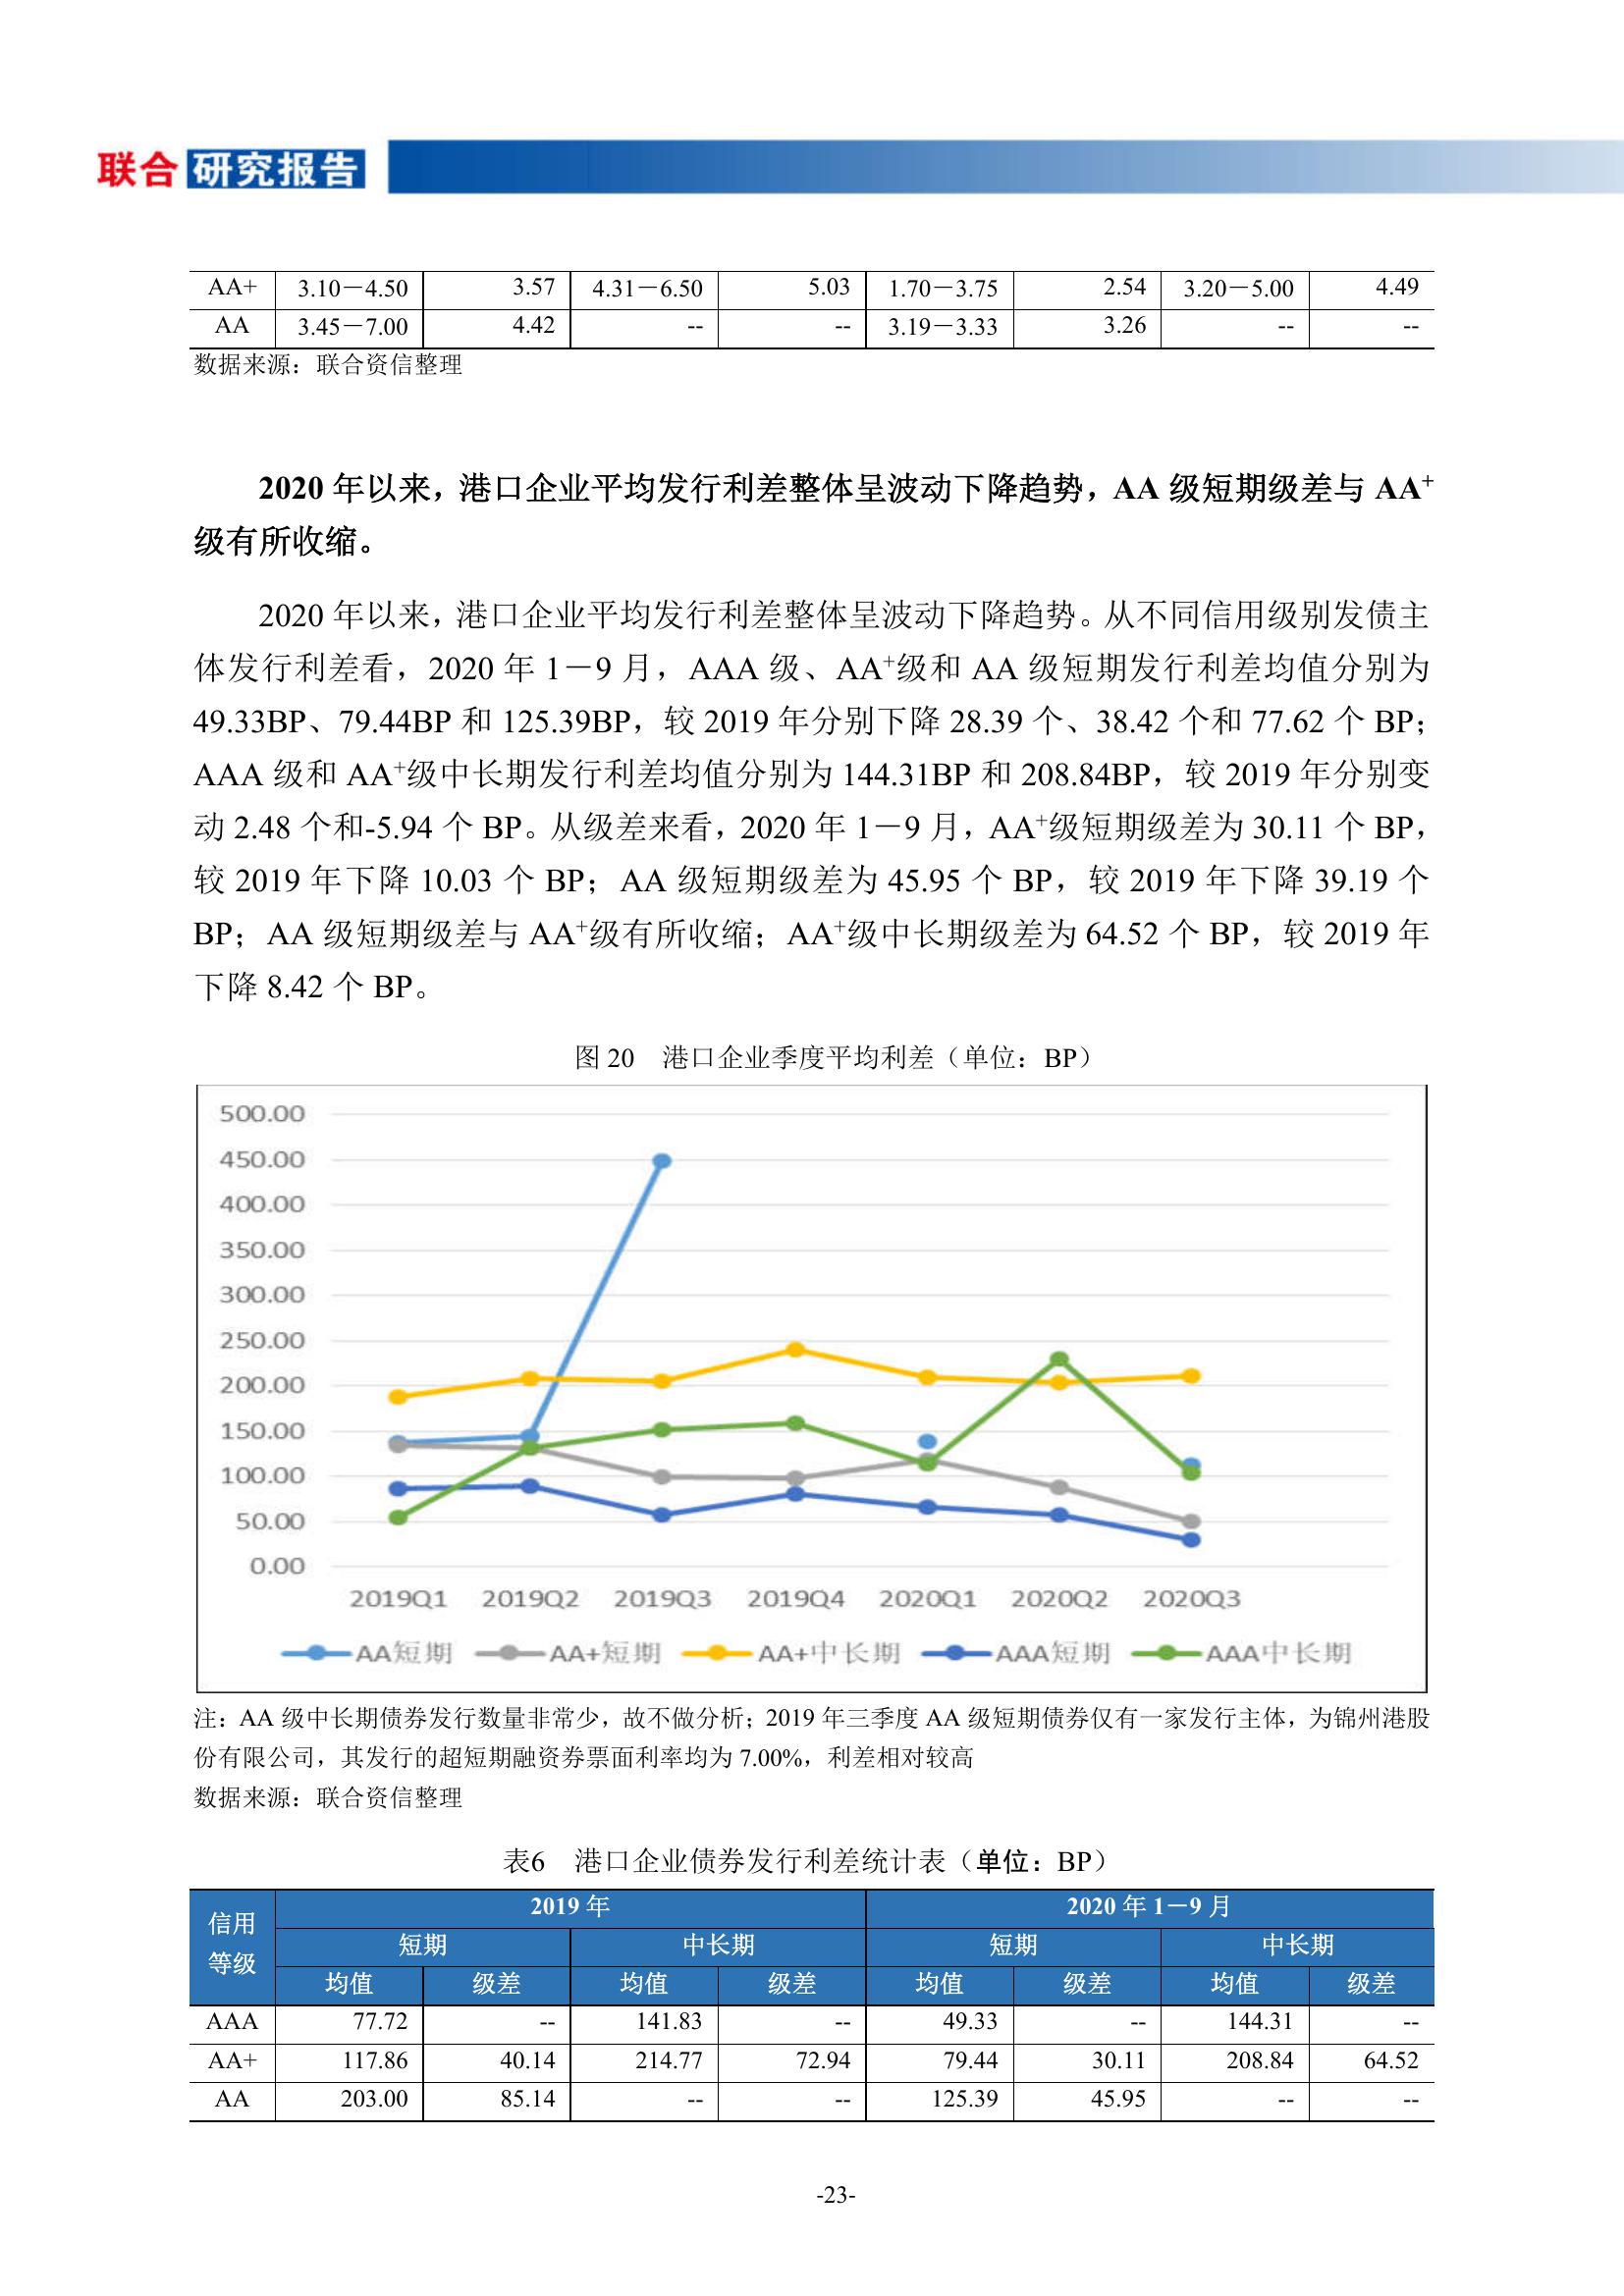 联合 研究报告
AA+ 3.10－4.50 3.57 4.31－6.50 5.03 1.70－3.75 2.54 3.20－5.00 4.49
AA 3.45－7.00 4.42 -- -- 3.19－3.33 3.26 -- --
数据来源：联合资信整理
2020 年以来，港口企业平均发行利差整体呈波动下降趋势，AA 级短期级差与 AA+
级有所收缩。
2020 年以来，港口企业平均发行利差整体呈波动下降趋势。从不同信用级别发债主
体发行利差看，2020 年 1－9 月，AAA 级、AA+级和 AA 级短期发行利差均值分别为
49.33BP、79.44BP 和 125.39BP，较 2019 年分别下降 28.39 个、38.42 个和 77.62 个 BP；
AAA 级和 AA+级中长期发行利差均值分别为 144.31BP 和 208.84BP，较 2019 年分别变
动 2.48 个和-5.94 个 BP。从级差来看，2020 年 1－9 月，AA+级短期级差为 30.11 个 BP，
较 2019 年下降 10.03 个 BP；AA 级短期级差为 45.95 个 BP，较 2019 年下降 39.19 个
BP；AA 级短期级差与 AA+级有所收缩；AA+级中长期级差为 64.52 个 BP，较 2019 年
下降 8.42 个 BP。
图 20 港口企业季度平均利差（单位：BP）
500.00
450.00
400.00
350.00
300.00
250.00
200.00
150.00
100.00
50.00
0.00
2019Q1 2019Q2 2019Q3 2019Q4 2020Q1 2020Q2 2020Q3
AA短期 AA+短期 AA+中长期 AAA短期 AAA中长期
注：AA 级中长期债券发行数量非常少，故不做分析；2019 年三季度 AA 级短期债券仅有一家发行主体，为锦州港股
份有限公司，其发行的超短期融资券票面利率均为 7.00%，利差相对较高
数据来源：联合资信整理
表6 港口企业债券发行利差统计表（单位：BP）
信用等级 2019 年 2020 年 1－9 月
短期 中长期 短期 中长期
均值 级差 均值 级差 均值 级差 均值 级差
AAA 77.72 -- 141.83 -- 49.33 -- 144.31 --
AA+ 117.86 40.14 214.77 72.94 79.44 30.11 208.84 64.52
AA 203.00 85.14 -- -- 125.39 45.95 -- --
-23-